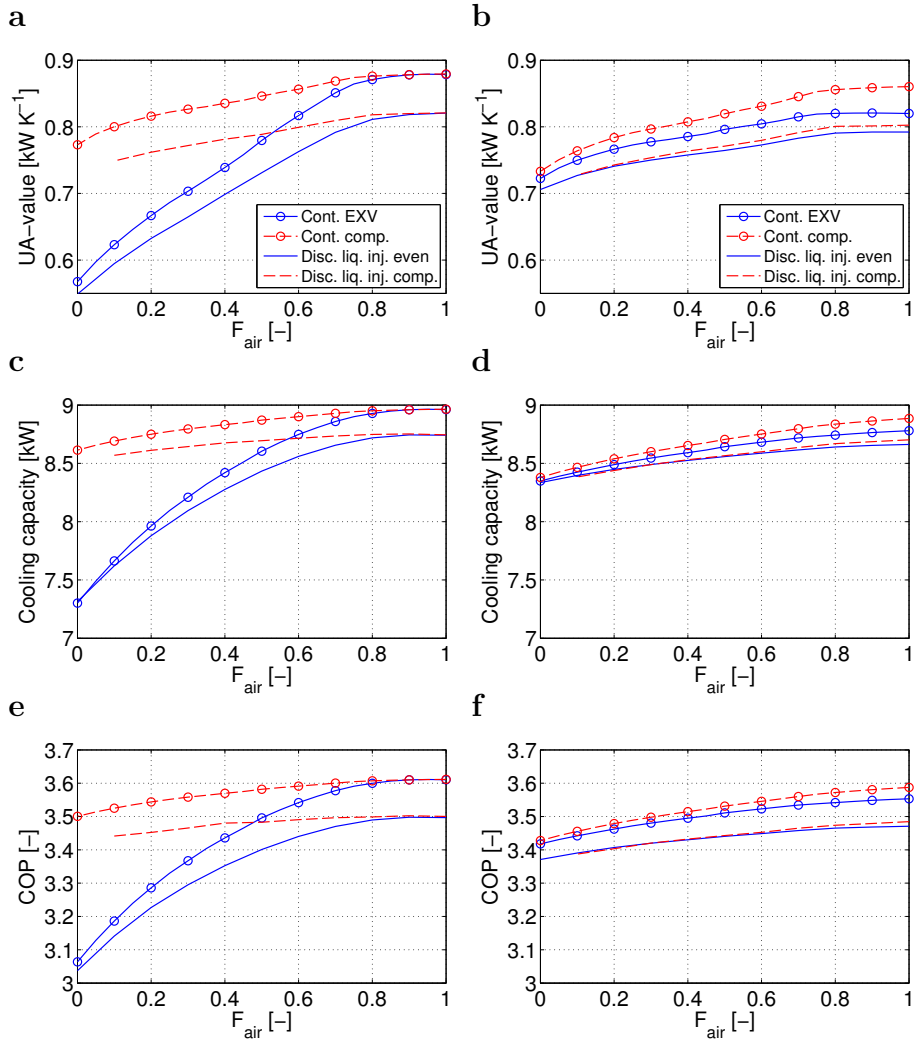 a
b
UA-value [kW K⁻¹]
0.9
0.8
0.7
0.6
Cont. EXV
Cont. comp.
Disc. liq. inj. even
Disc. liq. inj. comp.
0 0.2 0.4 0.6 0.8 1
F_air [–]
UA-value [kW K⁻¹]
0.9
0.8
0.7
0.6
Cont. EXV
Cont. comp.
Disc. liq. inj. even
Disc. liq. inj. comp.
0 0.2 0.4 0.6 0.8 1
F_air [–]
c
d
Cooling capacity [kW]
9
8.5
8
7.5
7
0 0.2 0.4 0.6 0.8 1
F_air [–]
Cooling capacity [kW]
9
8.5
8
7.5
7
0 0.2 0.4 0.6 0.8 1
F_air [–]
e
f
COP [–]
3.7
3.6
3.5
3.4
3.3
3.2
3.1
3
0 0.2 0.4 0.6 0.8 1
F_air [–]
COP [–]
3.7
3.6
3.5
3.4
3.3
3.2
3.1
3
0 0.2 0.4 0.6 0.8 1
F_air [–]